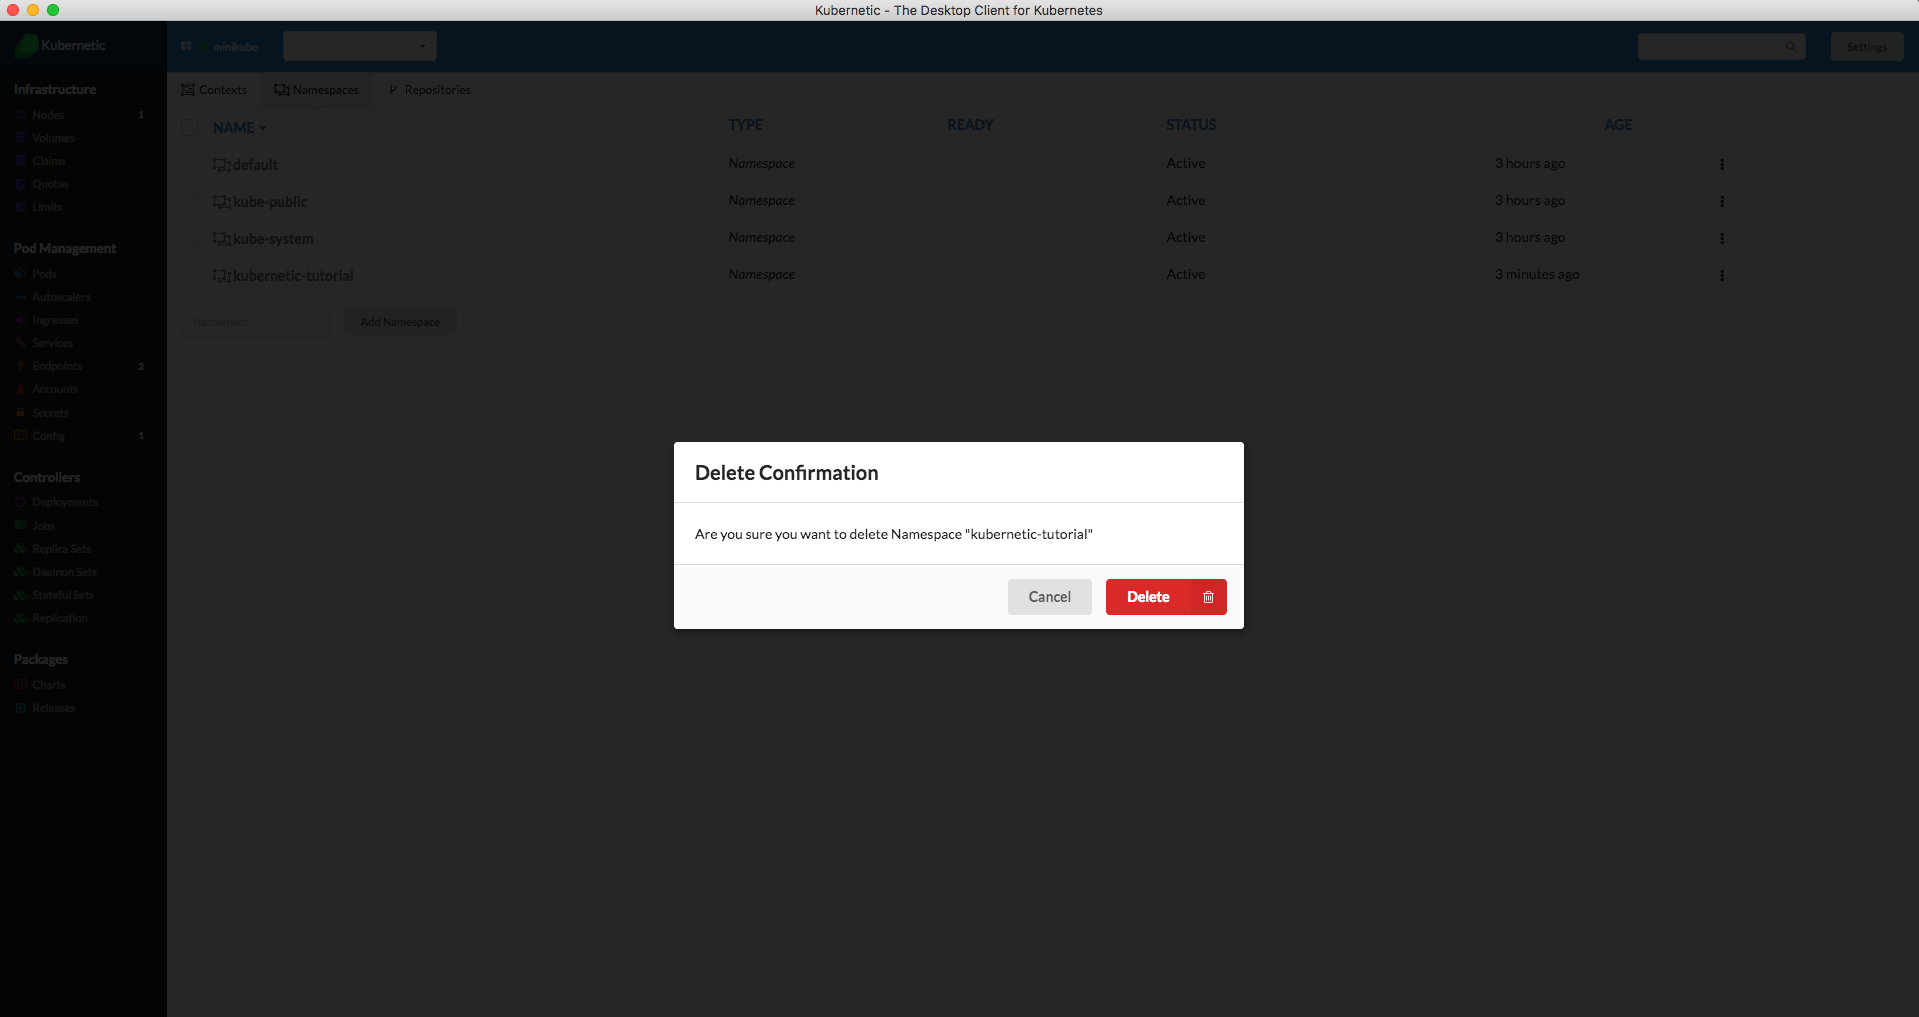 Kubernetic - The Desktop Client for Kubernetes
Kubernetic
minikube
Settings
Infrastructure
Nodes 1
Volumes
Claims
Quotas
Limits
Pod Management
Pods
Autoscalers
Ingresses
Services
Endpoints 2
Accounts
Secrets
Config 1
Controllers
Deployments
Jobs
Replica Sets
Daemon Sets
Stateful Sets
Replication
Packages
Charts
Releases
Contexts Namespaces Repositories
NAME TYPE READY STATUS AGE
default Namespace Active 3 hours ago
kube-public Namespace Active 3 hours ago
kube-system Namespace Active 3 hours ago
kubernetic-tutorial Namespace Active 3 minutes ago
Namespace Add Namespace
Delete Confirmation
Are you sure you want to delete Namespace "kubernetic-tutorial"
Cancel Delete